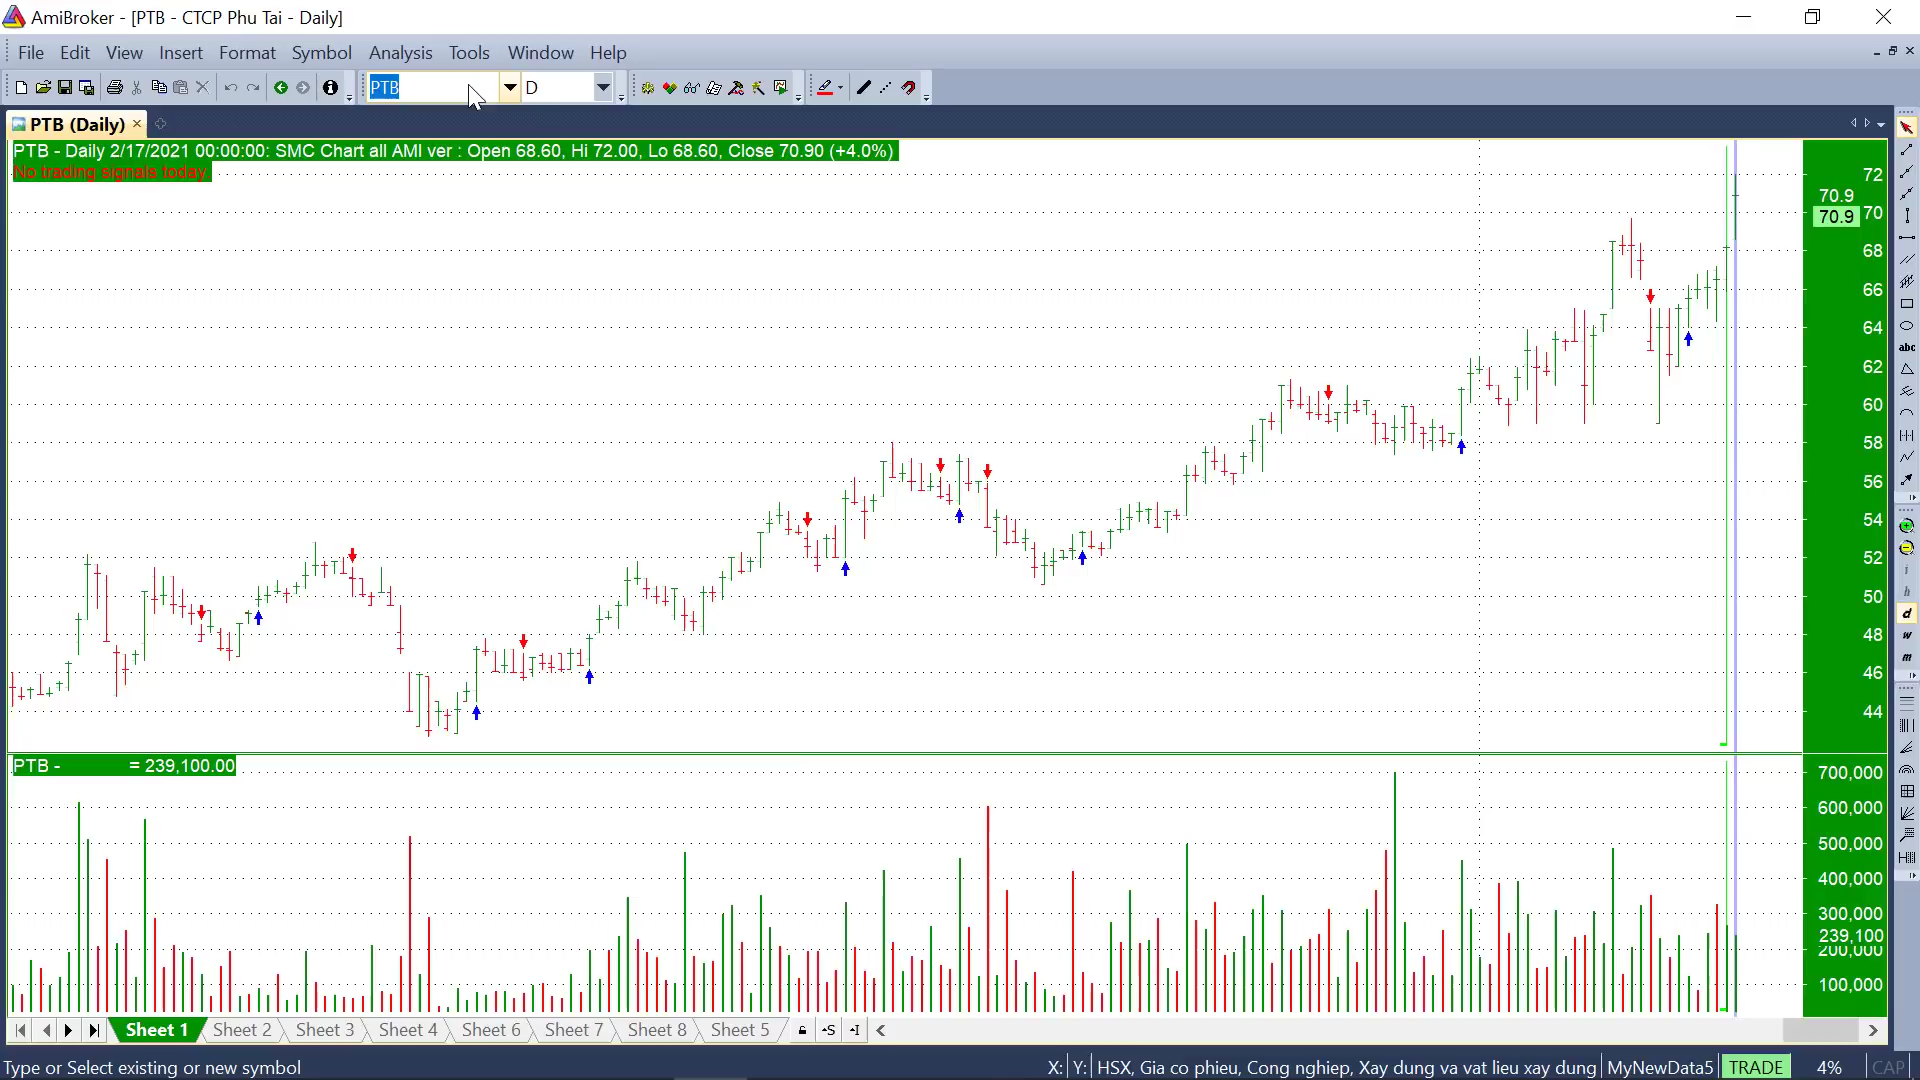 AmiBroker - [PTB - CTCP Phu Tai - Daily]
File Edit View Insert Format Symbol Analysis Tools Window Help
PTB D
PTB (Daily)
PTB - Daily 2/17/2021 00:00:00: SMC Chart all AMI ver : Open 68.60, Hi 72.00, Lo 68.60, Close 70.90 (+4.0%)
No trading signals today
72
70.9
70.9 70
68
66
64
62
60
58
56
54
52
50
48
46
44
abc
i
h
d
w
m
PTB - = 239,100.00
700,000
600,000
500,000
400,000
300,000
239,100
200,000
100,000
Sheet 1 Sheet 2 Sheet 3 Sheet 4 Sheet 6 Sheet 7 Sheet 8 Sheet 5 S I
Type or Select existing or new symbol X: Y: HSX, Gia co phieu, Cong nghiep, Xay dung va vat lieu xay dung MyNewData5 TRADE 4% CAP